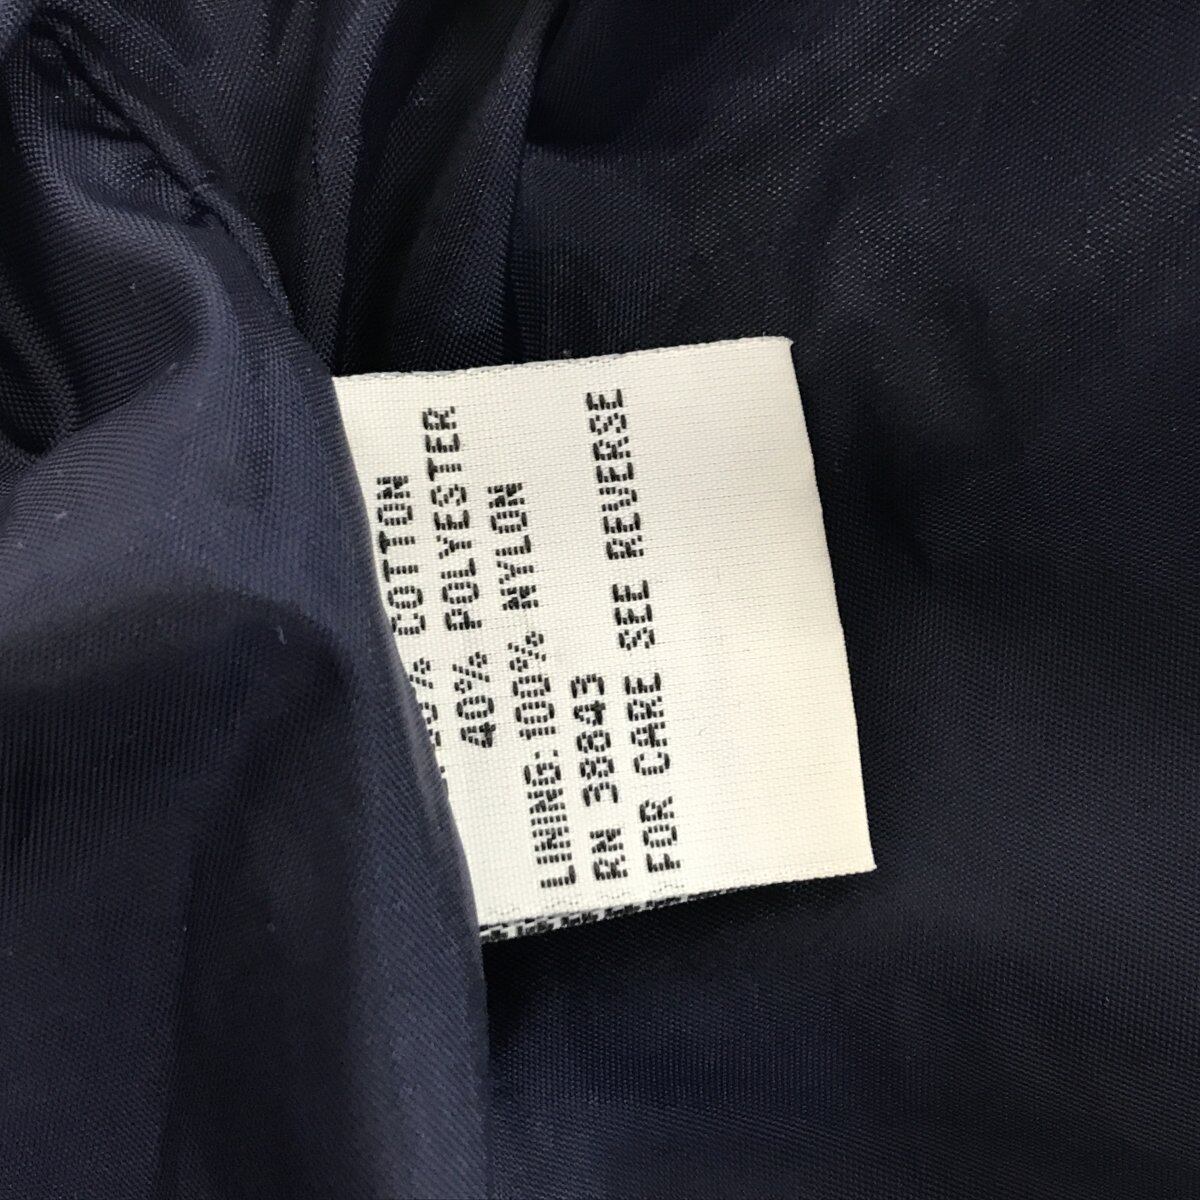 COTTON
40% POLYESTER
LINING: 100% NYLON
RN 38843
FOR CARE SEE REVERSE